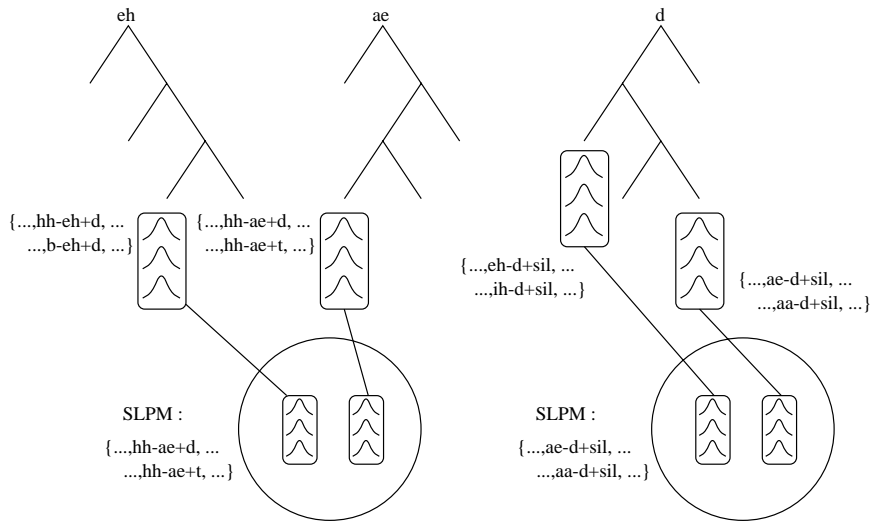 eh
ae
d
{...,hh-eh+d, ...
...,b-eh+d, ...}
{...,hh-ae+d, ...
...,hh-ae+t, ...}
{...,eh-d+sil, ...
...,ih-d+sil, ...}
{...,ae-d+sil, ...
...,aa-d+sil, ...}
SLPM :
{...,hh-ae+d, ...
...,hh-ae+t, ...}
SLPM :
{...,ae-d+sil, ...
...,aa-d+sil, ...}